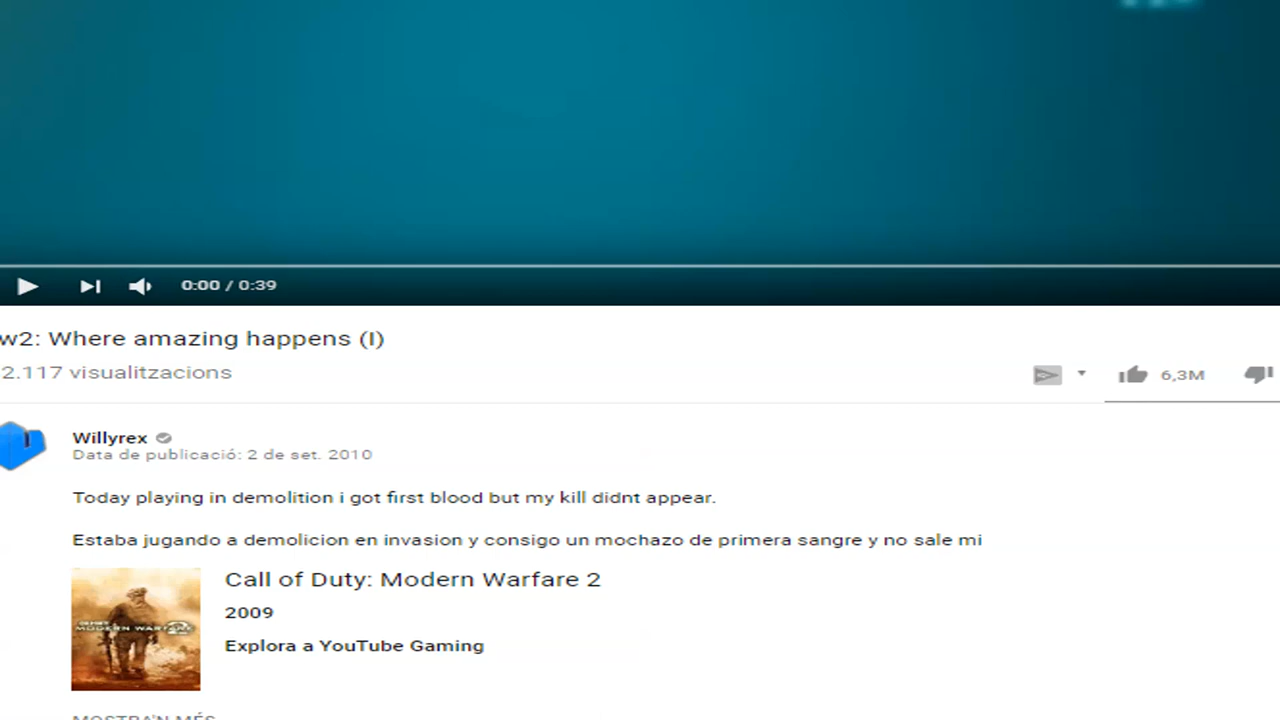 0:00 / 0:39
w2: Where amazing happens (I)
2.117 visualitzacions
6,3M
Willyrex
Data de publicació: 2 de set. 2010
Today playing in demolition i got first blood but my kill didnt appear.
Estaba jugando a demolicion en invasion y consigo un mochazo de primera sangre y no sale mi
Call of Duty: Modern Warfare 2
2009
MODERN WARFARE 2
Explora a YouTube Gaming
MOSTRA'N MÉS